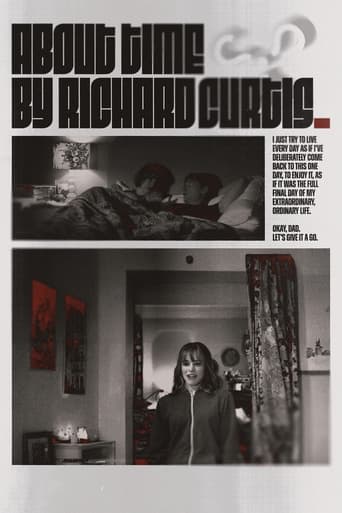 ABOUT TIME
BY RICHARD CURTIS_
I JUST TRY TO LIVE
EVERY DAY AS IF I'VE
DELIBERATELY COME
BACK TO THIS ONE
DAY, TO ENJOY IT, AS
IF IT WAS THE FULL
FINAL DAY OF MY
EXTRAORDINARY,
ORDINARY LIFE.
OKAY, DAD.
LET'S GIVE IT A GO.